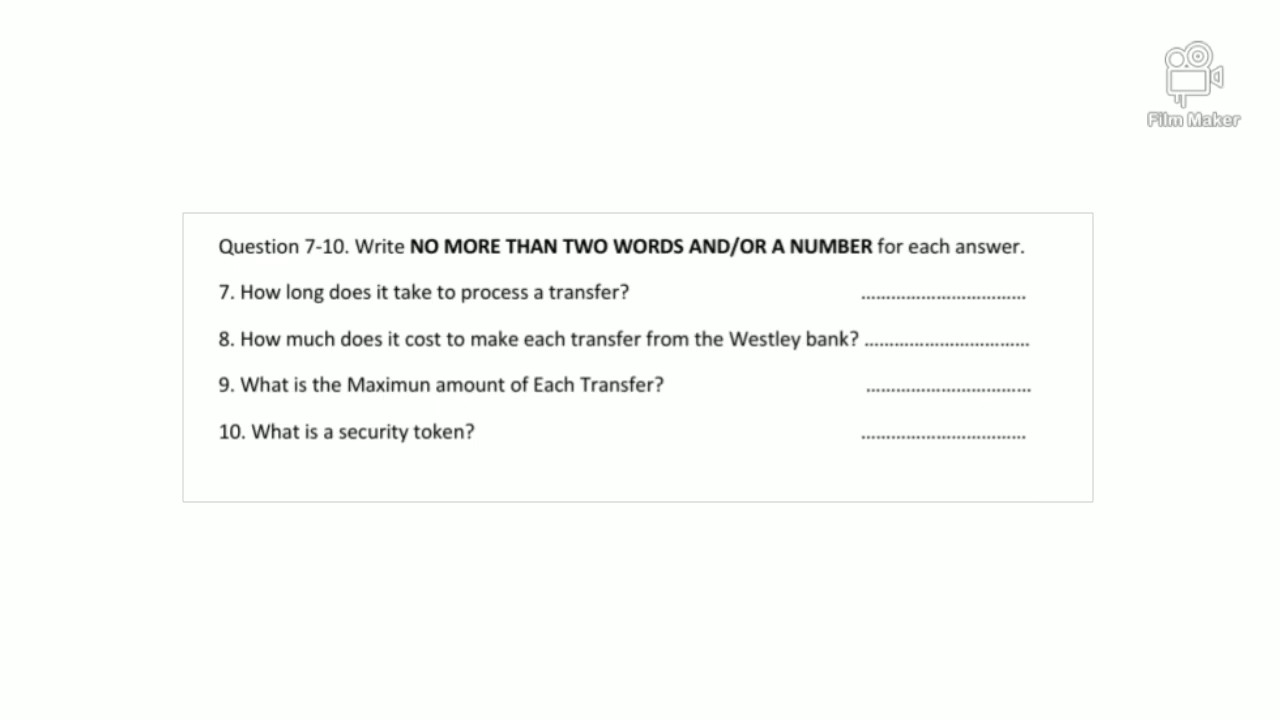 Film Maker
Question 7-10. Write NO MORE THAN TWO WORDS AND/OR A NUMBER for each answer.
7. How long does it take to process a transfer? ..................................
8. How much does it cost to make each transfer from the Westley bank? ..................................
9. What is the Maximun amount of Each Transfer? ..................................
10. What is a security token? ..................................